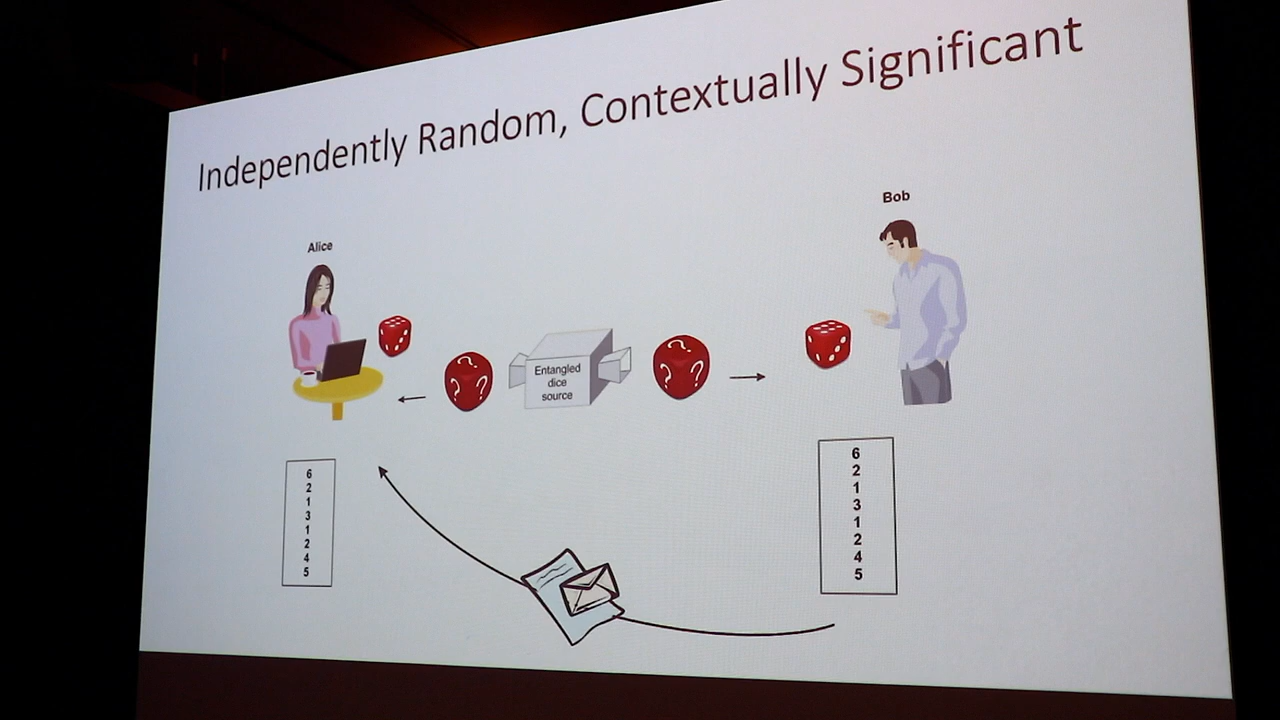 Independently Random, Contextually Significant
Alice
Bob
? ? ?
Entangled
dice
source
? ? ?
6
2
1
3
1
2
4
5
6
2
1
3
1
2
4
5